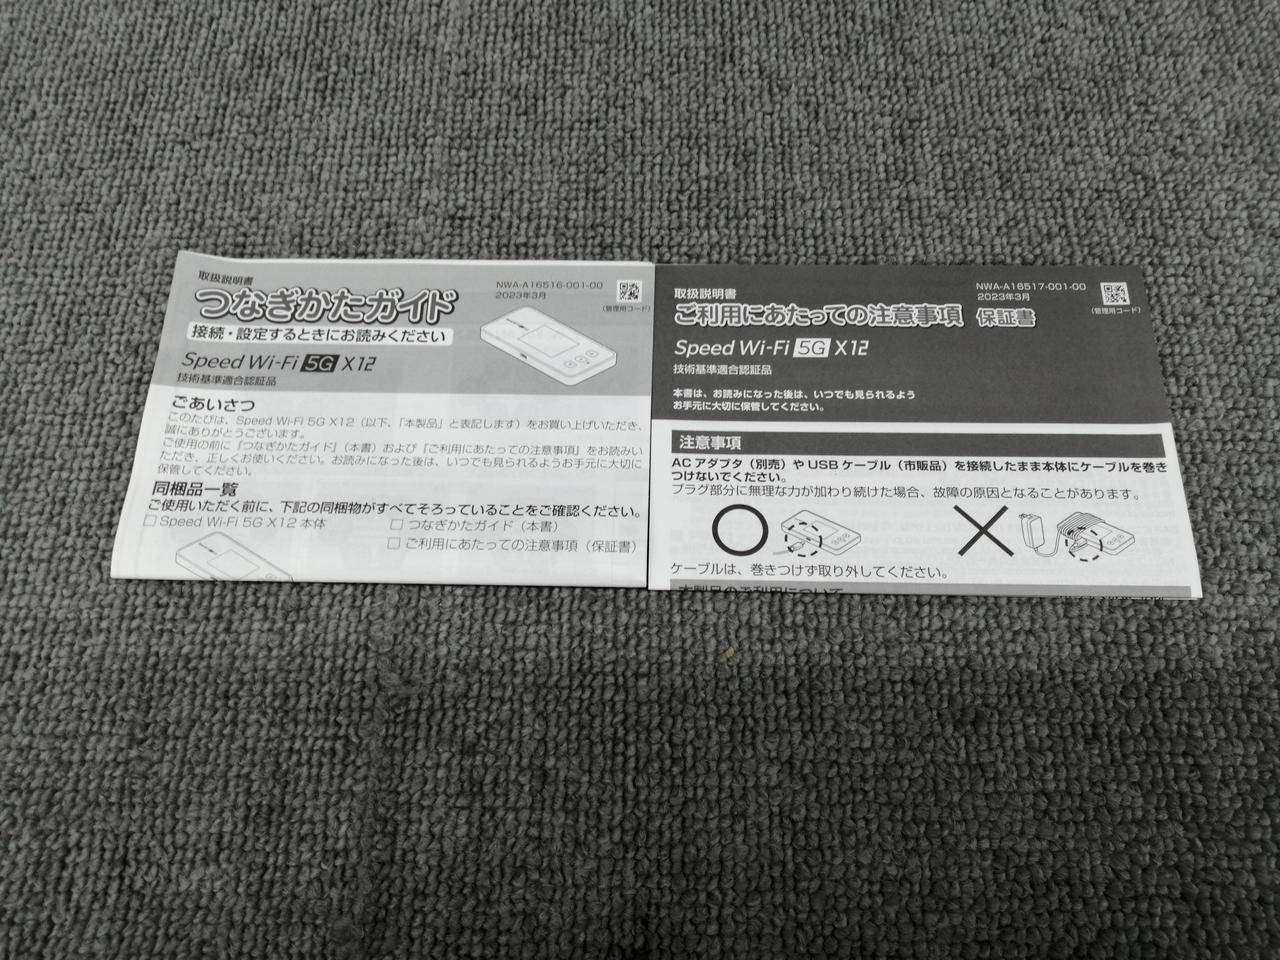 取扱説明書
NWA-A16516-001-00
2023年3月
(管理用コード)
つなぎかたガイド
接続・設定するときにお読みください
Speed Wi-Fi 5G X12
技術基準適合認証品
ごあいさつ
このたびは、Speed Wi-Fi 5G X12（以下、「本製品」と表記します）をお買い上げいただき、
誠にありがとうございます。
ご使用の前に『つなぎかたガイド』（本書）および『ご利用にあたっての注意事項』をお読みい
ただき、正しくお使いください。お読みになった後は、いつでも見られるようお手元に大切に
保管してください。
同梱品一覧
ご使用いただく前に、下記の同梱物がすべてそろっていることをご確認ください。
□ Speed Wi-Fi 5G X12 本体
□ つなぎかたガイド（本書）
□ ご利用にあたっての注意事項（保証書）
取扱説明書
NWA-A16517-001-00
2023年3月
(管理用コード)
ご利用にあたっての注意事項 保証書
Speed Wi-Fi 5G X12
技術基準適合認証品
本書は、お読みになった後は、いつでも見られるよう
お手元に大切に保管してください。
注意事項
AC アダプタ（別売）や USB ケーブル（市販品）を接続したまま本体にケーブルを巻き
つけないでください。
プラグ部分に無理な力が加わり続けた場合、故障の原因となることがあります。
ケーブルは、巻きつけず取り外してください。
本製品のご利用について